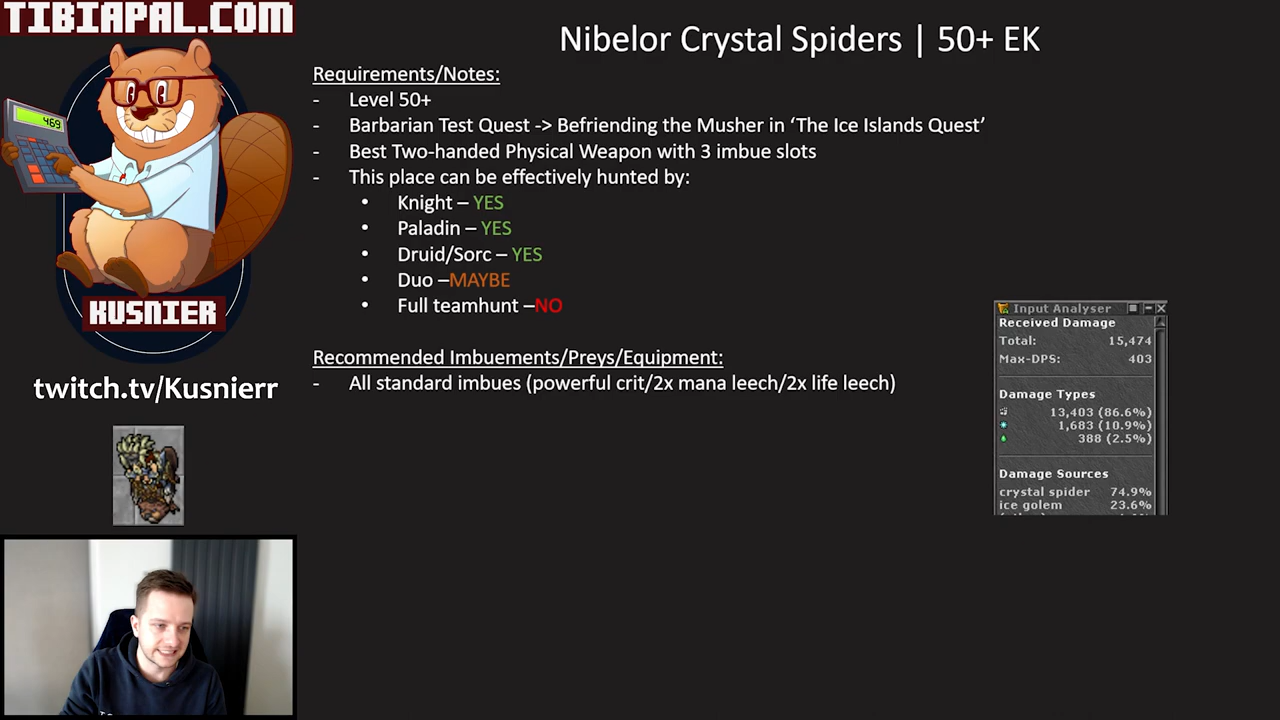 TIBIAPAL.COM
469
KUSNIER
twitch.tv/Kusnierr
Nibelor Crystal Spiders | 50+ EK
Requirements/Notes:
- Level 50+
- Barbarian Test Quest -> Befriending the Musher in ‘The Ice Islands Quest’
- Best Two-handed Physical Weapon with 3 imbue slots
- This place can be effectively hunted by:
• Knight – YES
• Paladin – YES
• Druid/Sorc – YES
• Duo –MAYBE
• Full teamhunt –NO
Recommended Imbuements/Preys/Equipment:
- All standard imbues (powerful crit/2x mana leech/2x life leech)
Input Analyser
Received Damage
Total: 15,474
Max-DPS: 403
Damage Types
13,403 (86.6%)
1,683 (10.9%)
388 (2.5%)
Damage Sources
crystal spider 74.9%
ice golem 23.6%